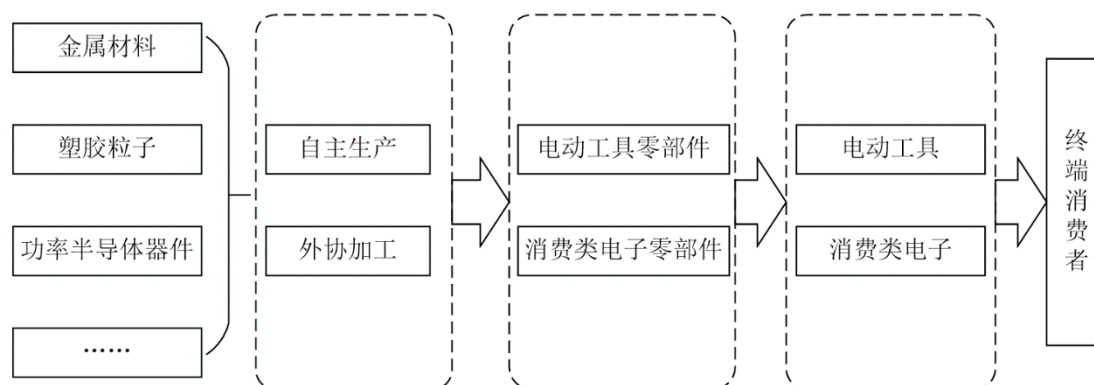 金属材料
塑胶粒子
功率半导体器件
……
自主生产
外协加工
电动工具零部件
消费类电子零部件
电动工具
消费类电子
终端消费者